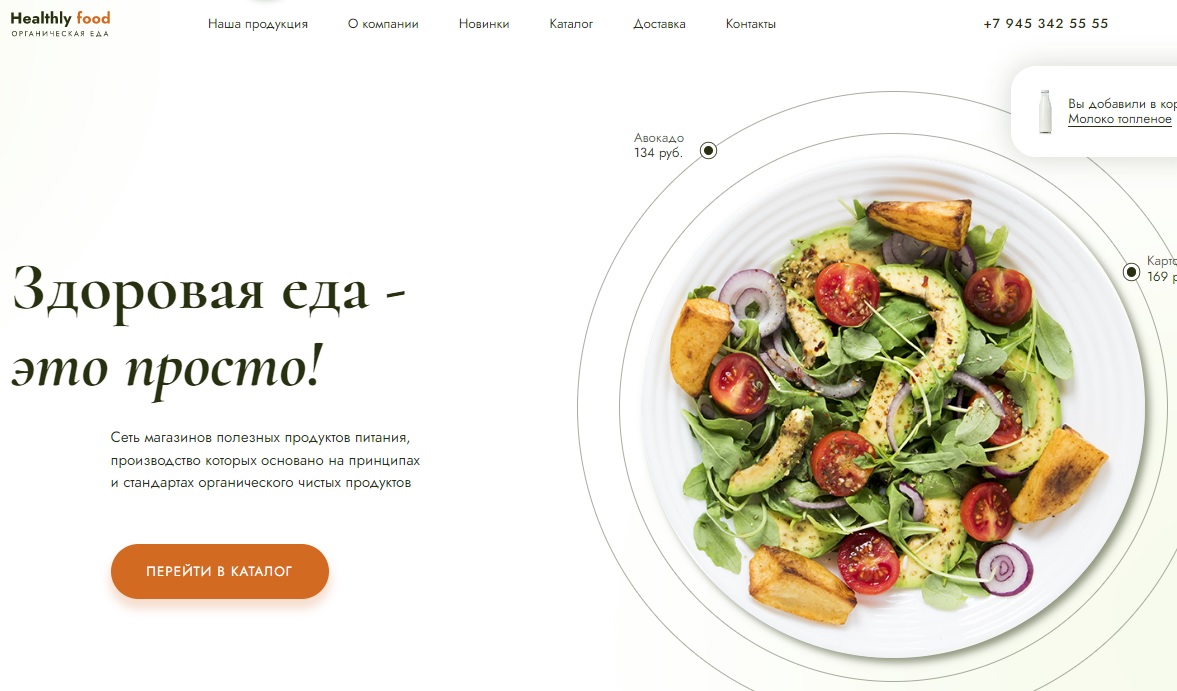 Healthly food
ОРГАНИЧЕСКАЯ ЕДА
Наша продукция О компании Новинки Каталог Доставка Контакты
+7 945 342 55 55
Вы добавили в кор
Молоко топленое
Авокадо
134 руб.
Карто
169 р
Здоровая еда -
это просто!
Сеть магазинов полезных продуктов питания,
производство которых основано на принципах
и стандартах органического чистых продуктов
ПЕРЕЙТИ В КАТАЛОГ